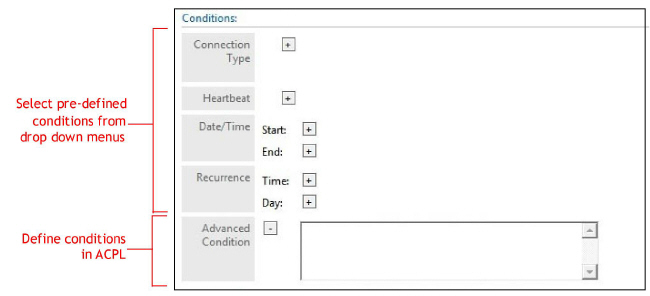 Conditions:
Connection
Type
+
Heartbeat
+
Select pre-defined
conditions from
drop down menus
Date/Time
Start:
+
End:
+
Recurrence
Time:
+
Day:
+
Define conditions
in ACPL
Advanced
Condition
-